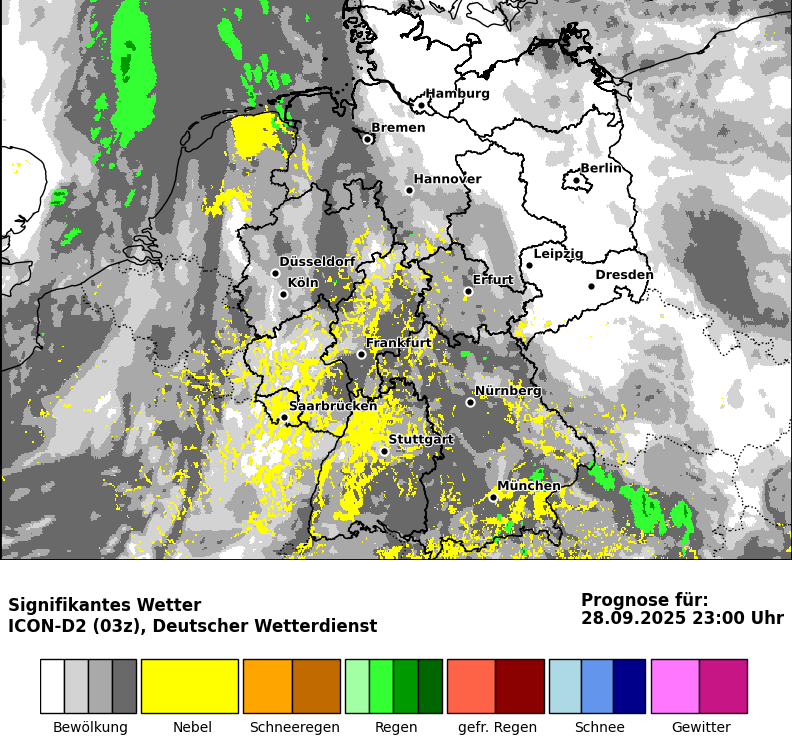 Hamburg
Bremen
Berlin
Hannover
Leipzig
Düsseldorf
Dresden
Köln
Erfurt
Frankfurt
Nürnberg
Saarbrücken
Stuttgart
München
Signifikantes Wetter
ICON-D2 (03z), Deutscher Wetterdienst
Prognose für:
28.09.2025 23:00 Uhr
Bewölkung Nebel Schneeregen Regen gefr. Regen Schnee Gewitter